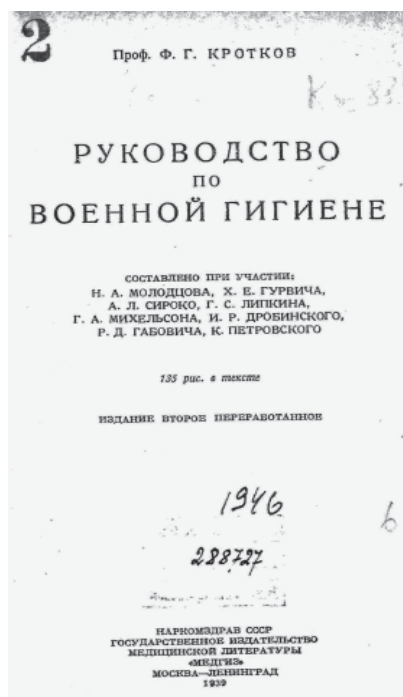 2
Проф. Ф. Г. КРОТКОВ
РУКОВОДСТВО
ПО
ВОЕННОЙ ГИГИЕНЕ
СОСТАВЛЕНО ПРИ УЧАСТИИ:
Н. А. МОЛОДЦОВА, Х. Е. ГУРВИЧА,
А. Л. СИРОКО, Г. С. ЛИПКИНА,
Г. А. МИХЕЛЬСОНА, И. Р. ДРОБИНСКОГО,
Р. Д. ГАБОВИЧА, К. ПЕТРОВСКОГО
135 рис. в тексте
ИЗДАНИЕ ВТОРОЕ ПЕРЕРАБОТАННОЕ
1946
288727
НАРКОМЗДРАВ СССР
ГОСУДАРСТВЕННОЕ ИЗДАТЕЛЬСТВО
МЕДИЦИНСКОЙ ЛИТЕРАТУРЫ
«МЕДГИЗ»
МОСКВА—ЛЕНИНГРАД
1939